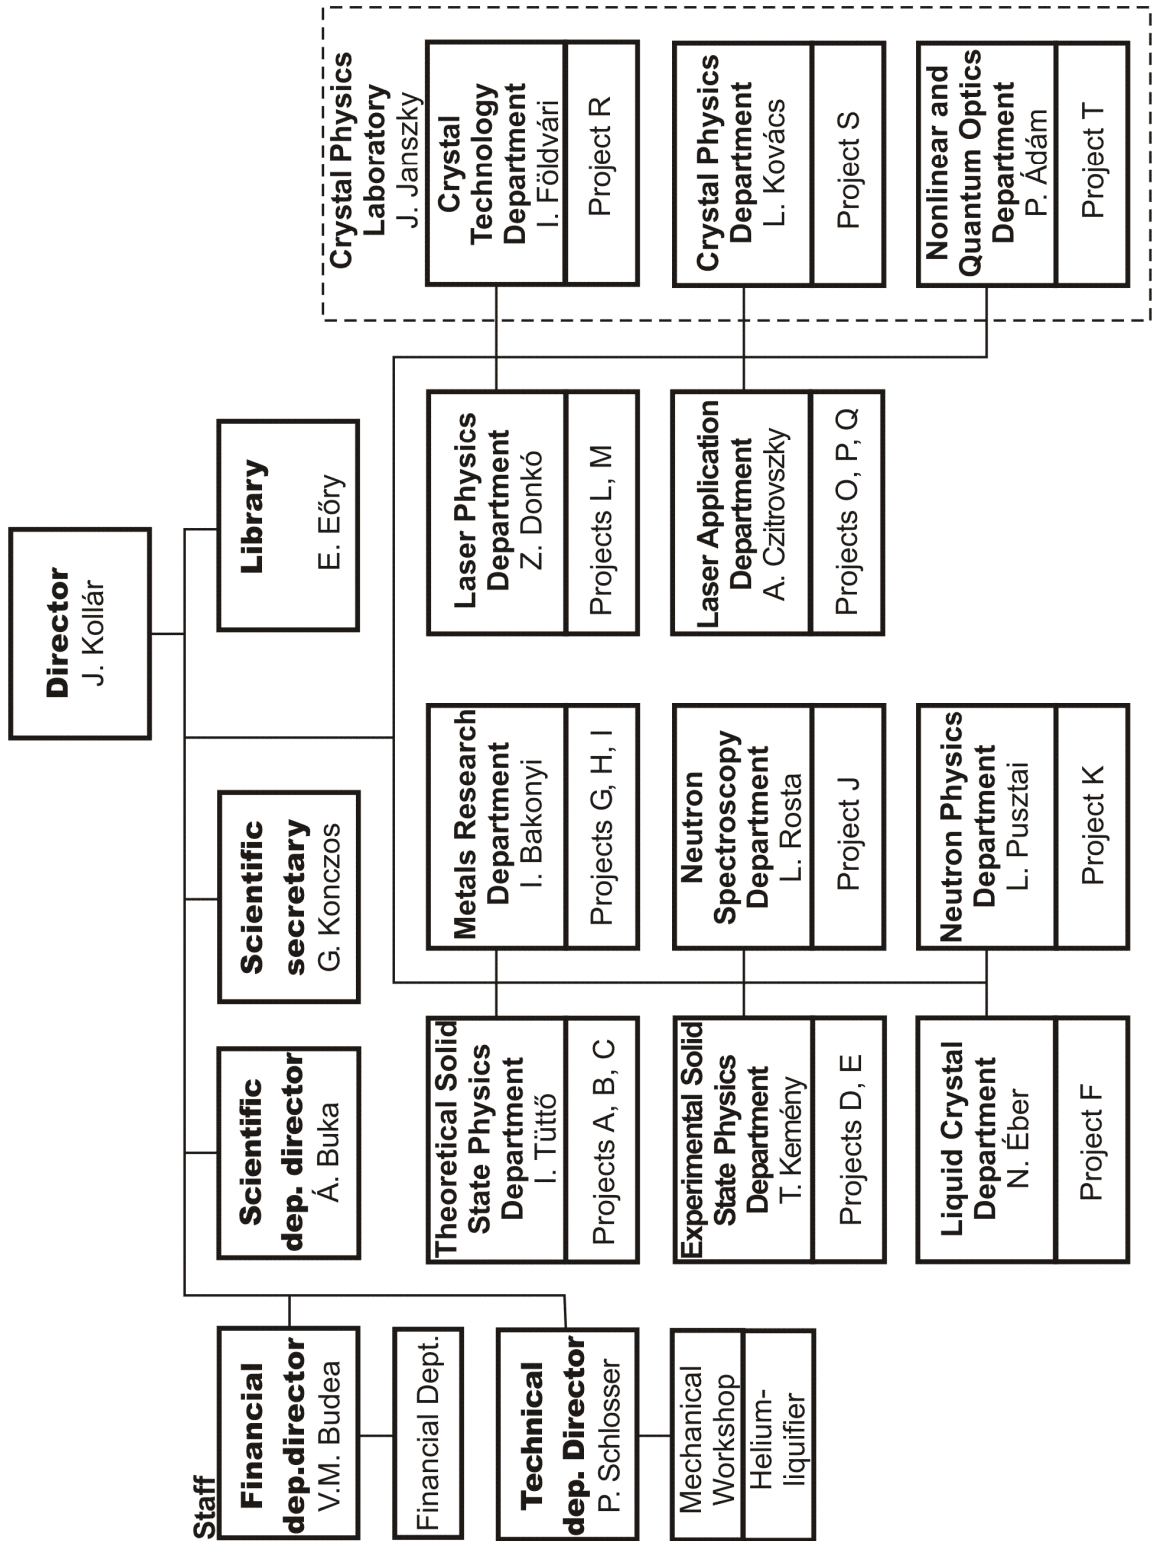 Director
J. Kollár
Staff
Financial
dep.director
V.M. Budea
Scientific
dep. director
Á. Buka
Scientific
secretary
G. Konczos
Library
E. Eőry
Financial Dept.
Technical
dep. Director
P. Schlosser
Mechanical
Workshop
Helium-
liquifier
Theoretical Solid
State Physics
Department
I. Tüttő
Projects A, B, C
Metals Research
Department
I. Bakonyi
Projects G, H, I
Experimental Solid
State Physics
Department
T. Kemény
Projects D, E
Neutron
Spectroscopy
Department
L. Rosta
Project J
Liquid Crystal
Department
N. Éber
Project F
Neutron Physics
Department
L. Pusztai
Project K
Laser Physics
Department
Z. Donkó
Projects L, M
Laser Application
Department
A. Czitrovszky
Projects O, P, Q
Crystal Physics
Laboratory
J. Janszky
Crystal
Technology
Department
I. Földvári
Project R
Crystal Physics
Department
L. Kovács
Project S
Nonlinear and
Quantum Optics
Department
P. Ádám
Project T